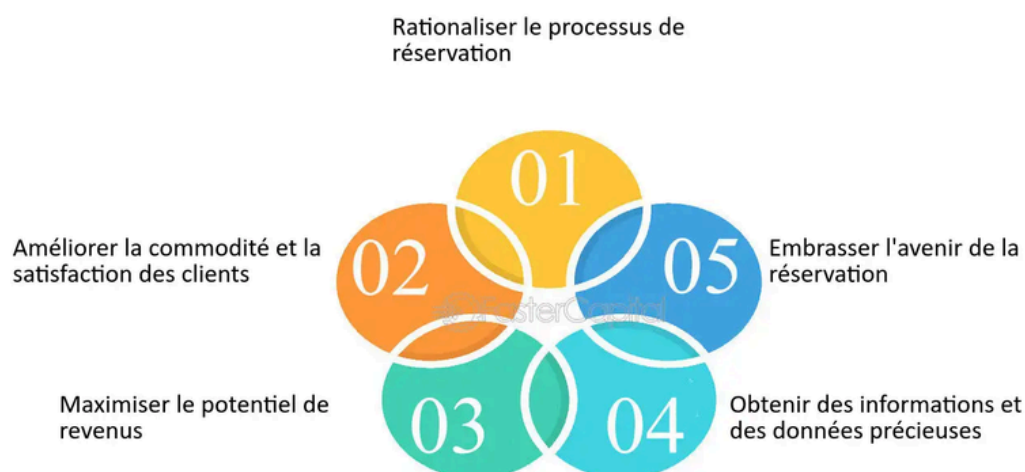 Rationaliser le processus de
réservation
01
02
05
Améliorer la commodité et la
satisfaction des clients
Embrasser l'avenir de la
réservation
FasterCapital
03
04
Maximiser le potentiel de
revenus
Obtenir des informations et
des données précieuses